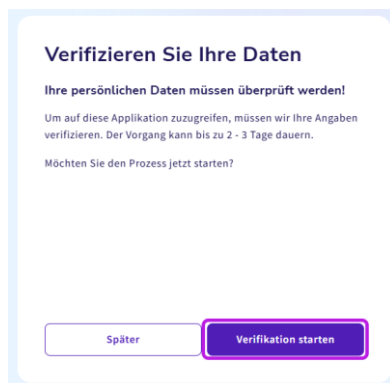 Verifizieren Sie Ihre Daten
Ihre persönlichen Daten müssen überprüft werden!
Um auf diese Applikation zuzugreifen, müssen wir Ihre Angaben
verifizieren. Der Vorgang kann bis zu 2 - 3 Tage dauern.
Möchten Sie den Prozess jetzt starten?
Später
Verifikation starten